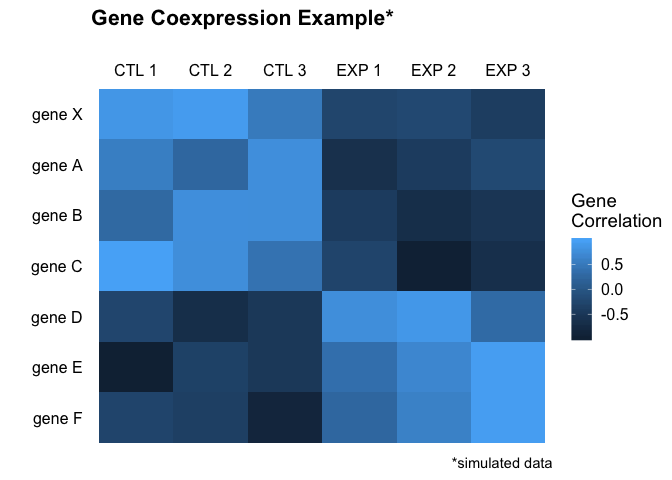 Gene Coexpression Example*
CTL 1 CTL 2 CTL 3 EXP 1 EXP 2 EXP 3
gene X
gene A
gene B
gene C
gene D
gene E
gene F
Gene
Correlation
0.5
0.0
-0.5
*simulated data